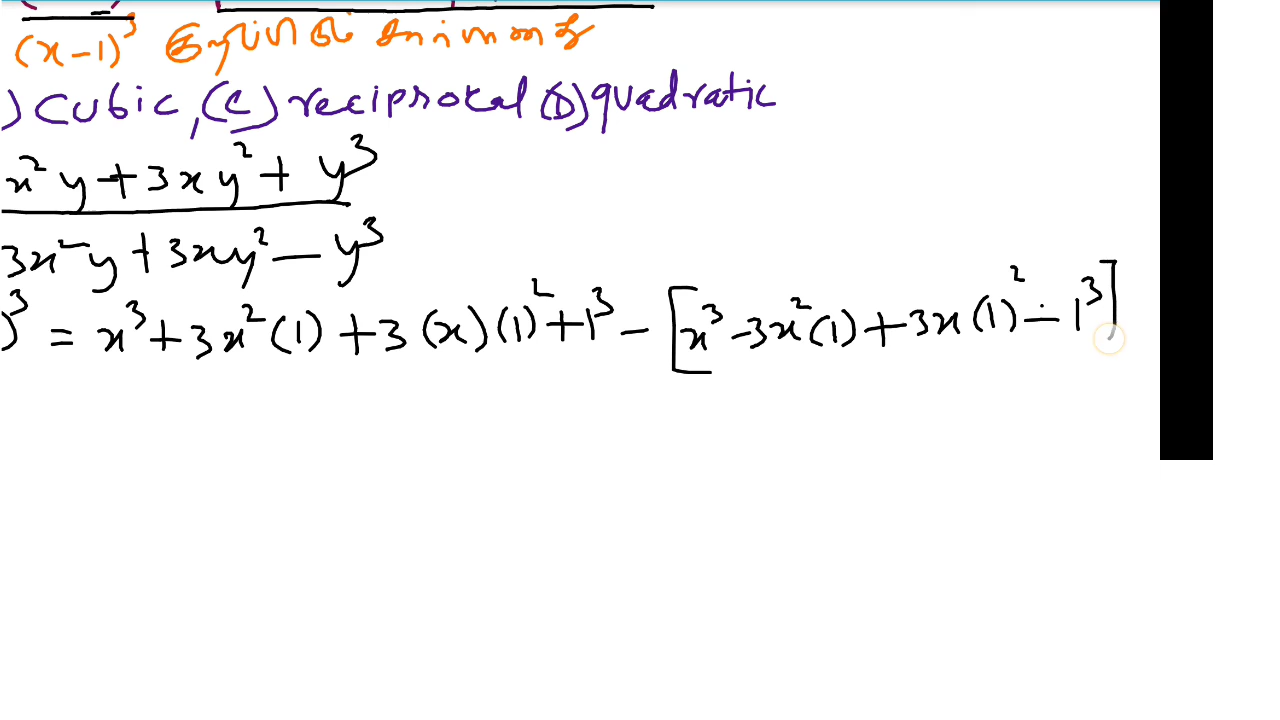 (x-1)³
) Cubic, (C) reciprocal (D) quadratic
x²y + 3xy² + y³
3x²y + 3xy² - y³
)³ = x³ + 3x²(1) + 3(x)(1)² + 1³ - [x³ - 3x²(1) + 3x(1)² - 1³]